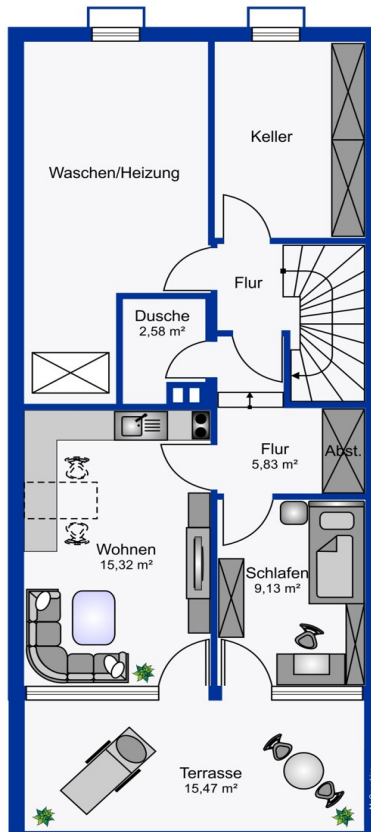 Keller
Waschen/Heizung
Flur
Dusche
2,58 m²
Flur
5,83 m²
Abst.
Wohnen
15,32 m²
Schlafen
9,13 m²
Terrasse
15,47 m²